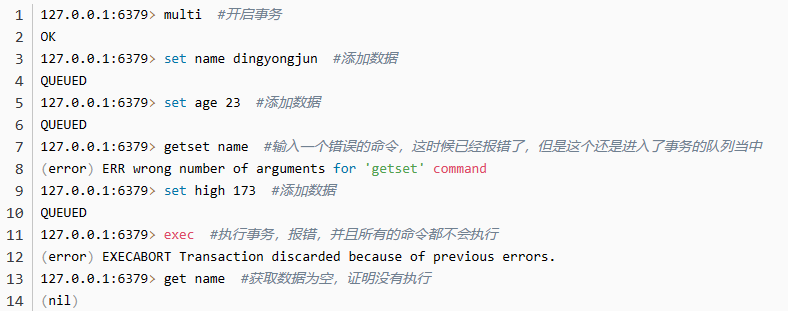 1 127.0.0.1:6379> multi #开启事务
2 OK
3 127.0.0.1:6379> set name dingyongjun #添加数据
4 QUEUED
5 127.0.0.1:6379> set age 23 #添加数据
6 QUEUED
7 127.0.0.1:6379> getset name #输入一个错误的命令，这时候已经报错了，但是这个还是进入了事务的队列当中
8 (error) ERR wrong number of arguments for 'getset' command
9 127.0.0.1:6379> set high 173 #添加数据
10 QUEUED
11 127.0.0.1:6379> exec #执行事务，报错，并且所有的命令都不会执行
12 (error) EXECABORT Transaction discarded because of previous errors.
13 127.0.0.1:6379> get name #获取数据为空，证明没有执行
14 (nil)